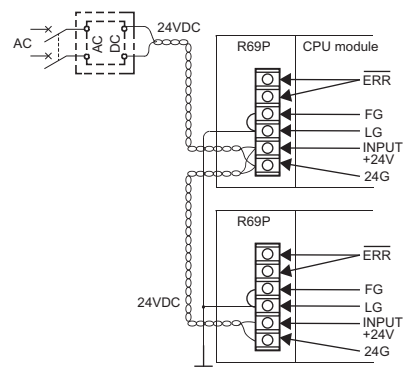 24VDC
AC
AC
DC
R69P
CPU module
ERR
FG
LG
INPUT
+24V
24G
R69P
ERR
FG
LG
INPUT
+24V
24G
24VDC